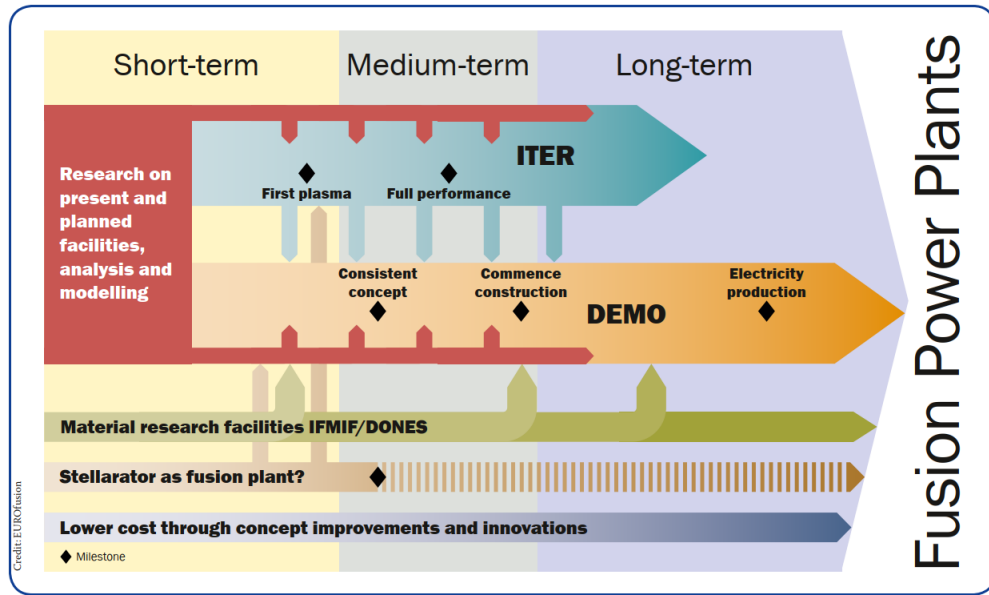 Short-term
Medium-term
Long-term
Research on
present and
planned
facilities,
analysis and
modelling
ITER
First plasma
Full performance
Consistent
concept
Commence
construction
Electricity
production
DEMO
Material research facilities IFMIF/DONES
Stellarator as fusion plant?
Lower cost through concept improvements and innovations
Milestone
Credit: EUROfusion
Fusion Power Plants